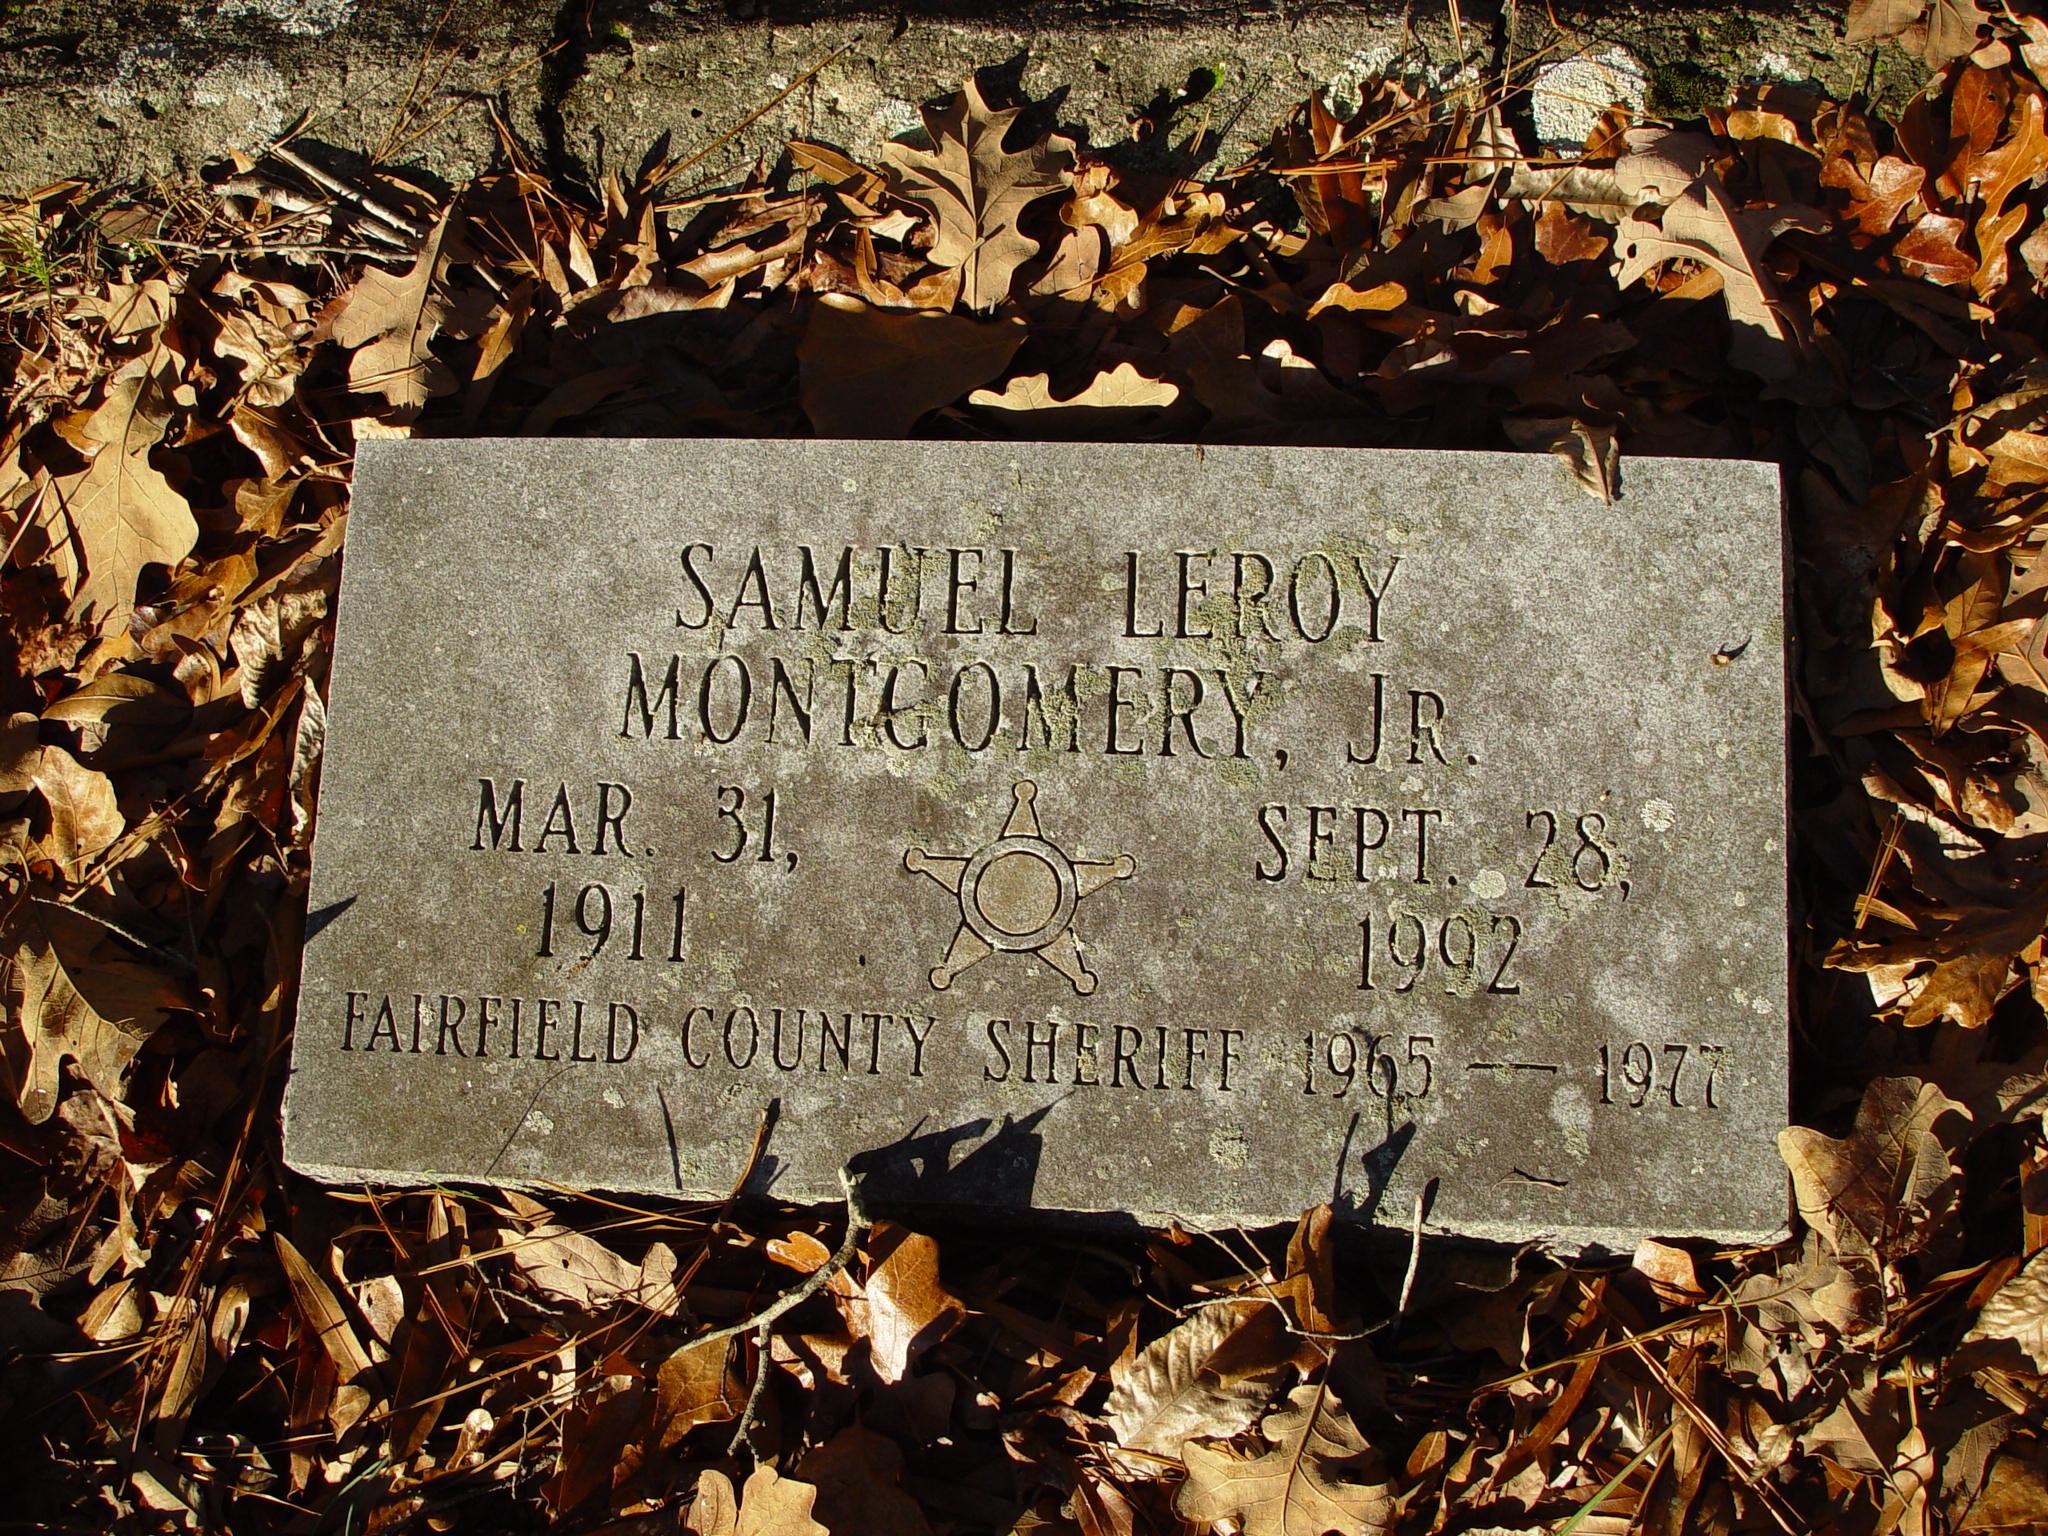 SAMUEL LEROY
MONTGOMERY, JR.
MAR. 31, 1911
SEPT. 28, 1992
FAIRFIELD COUNTY SHERIFF 1965 — 1977